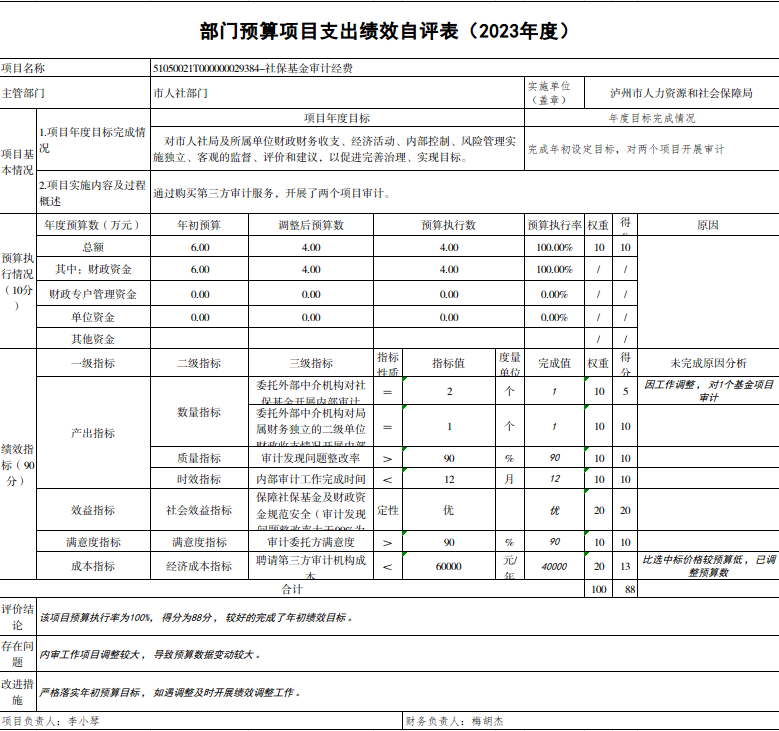 部门预算项目支出绩效自评表（2023年度）
项目名称 51050021T000000029384-社保基金审计经费
主管部门 市人社部门 实施单位（盖章） 泸州市人力资源和社会保障局
项目基本情况 1.项目年度目标完成情况 项目年度目标 年度目标完成情况
对市人社局及所属单位财政财务收支、经济活动、内部控制、风险管理实施独立、客观的监督、评价和建议，以促进完善治理、实现目标。 完成年初设定目标，对两个项目开展审计
2.项目实施内容及过程概述 通过购买第三方审计服务，开展了两个项目审计。
预算执行情况（10分） 年度预算数（万元） 年初预算 调整后预算数 预算执行数 预算执行率 权重 得 原因
总额 6.00 4.00 4.00 100.00% 10 10
其中：财政资金 6.00 4.00 4.00 100.00% / /
财政专户管理资金 0.00 0.00 0.00 0.00% / /
单位资金 0.00 0.00 0.00 0.00% / /
其他资金 / /
绩效指标（90分） 一级指标 二级指标 三级指标 指标性质 指标值 度量单位 完成值 权重 得分 未完成原因分析
产出指标 数量指标 委托外部中介机构对社保基金开展内部审计 ＝ 2 个 1 10 5 因工作调整，对1个基金项目审计
委托外部中介机构对局属财务独立的二级单位财政收支情况开展内部 ＝ 1 个 1 10 10
质量指标 审计发现问题整改率 ＞ 90 % 90 10 10
时效指标 内部审计工作完成时间 ＜ 12 月 12 10 10
效益指标 社会效益指标 保障社保基金及财政资金规范安全（审计发现问题整改率大于90%为 定性 优 优 20 20
满意度指标 满意度指标 审计委托方满意度 ＞ 90 % 90 10 10
成本指标 经济成本指标 聘请第三方审计机构成本 ＜ 60000 元/年 40000 20 13 比选中标价格较预算低，已调整预算数
合计 100 88
评价结论 该项目预算执行率为100%，得分为88分，较好的完成了年初绩效目标。
存在问题 内审工作项目调整较大，导致预算数据变动较大。
改进措施 严格落实年初预算目标，如遇调整及时开展绩效调整工作。
项目负责人：李小琴 财务负责人：梅胡杰